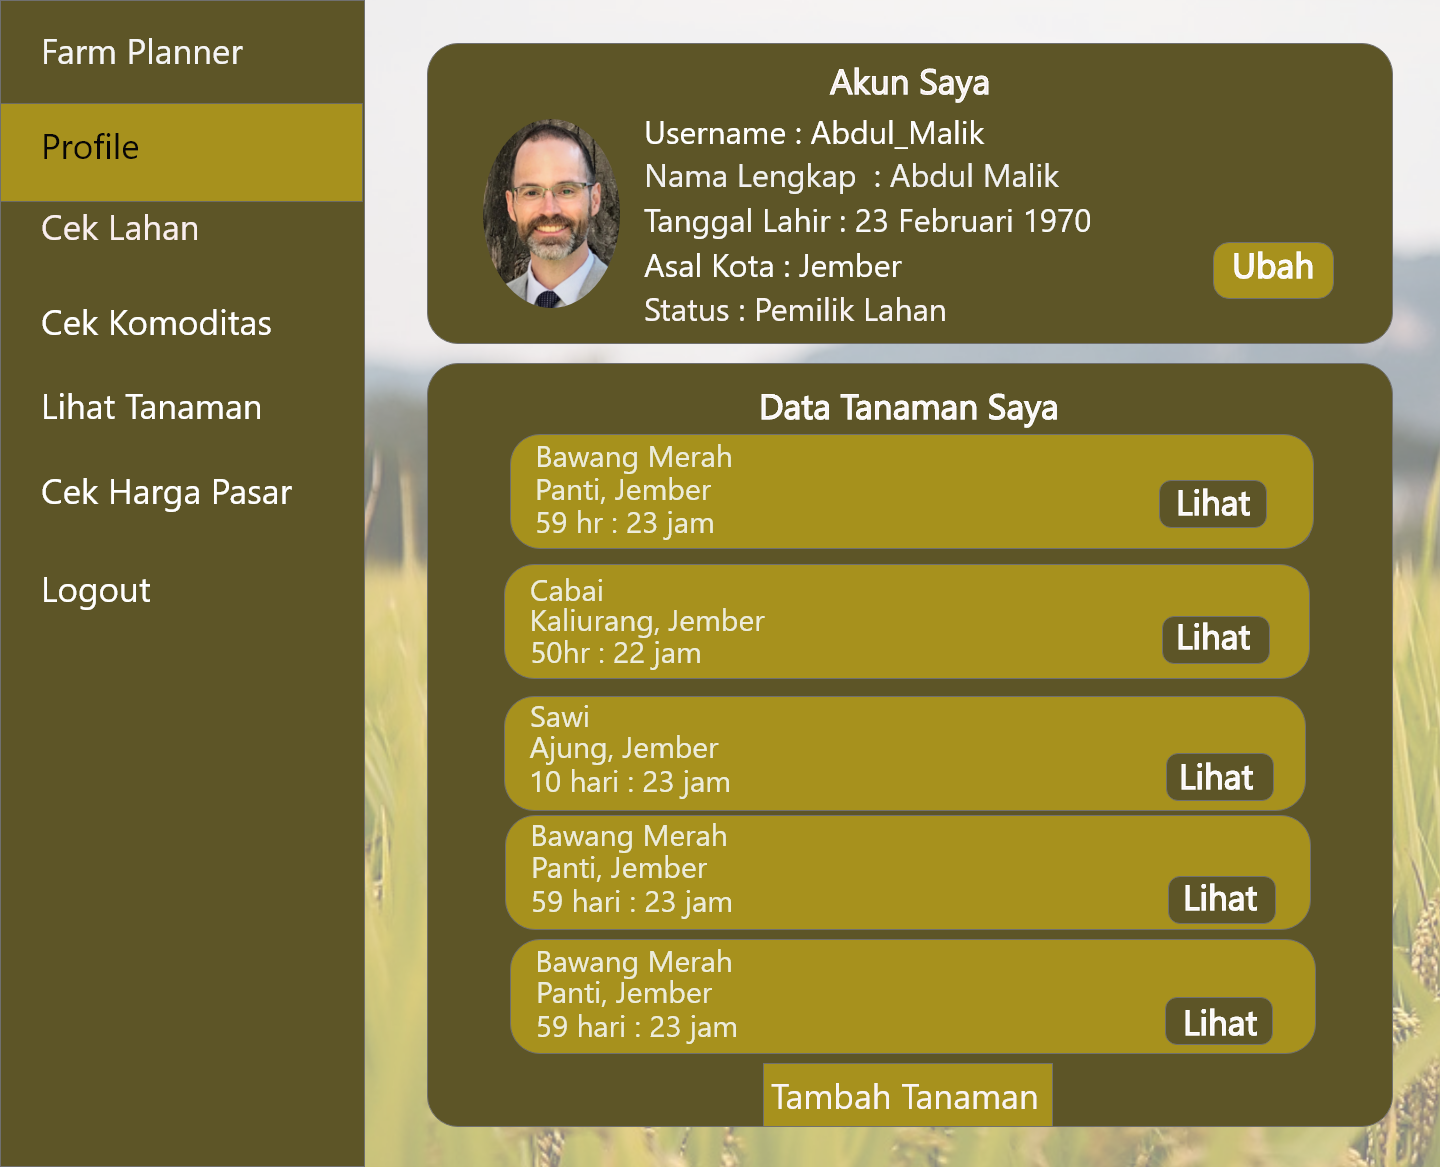 Farm Planner
Profile
Cek Lahan
Cek Komoditas
Lihat Tanaman
Cek Harga Pasar
Logout
Akun Saya
Username : Abdul_Malik
Nama Lengkap  : Abdul Malik
Tanggal Lahir : 23 Februari 1970
Asal Kota : Jember
Status : Pemilik Lahan
Ubah
Data Tanaman Saya
Bawang Merah
Panti, Jember
59 hr : 23 jam
Lihat
Cabai
Kaliurang, Jember
50hr : 22 jam
Lihat
Sawi
Ajung, Jember
10 hari : 23 jam
Lihat
Bawang Merah
Panti, Jember
59 hari : 23 jam
Lihat
Bawang Merah
Panti, Jember
59 hari : 23 jam
Lihat
Tambah Tanaman